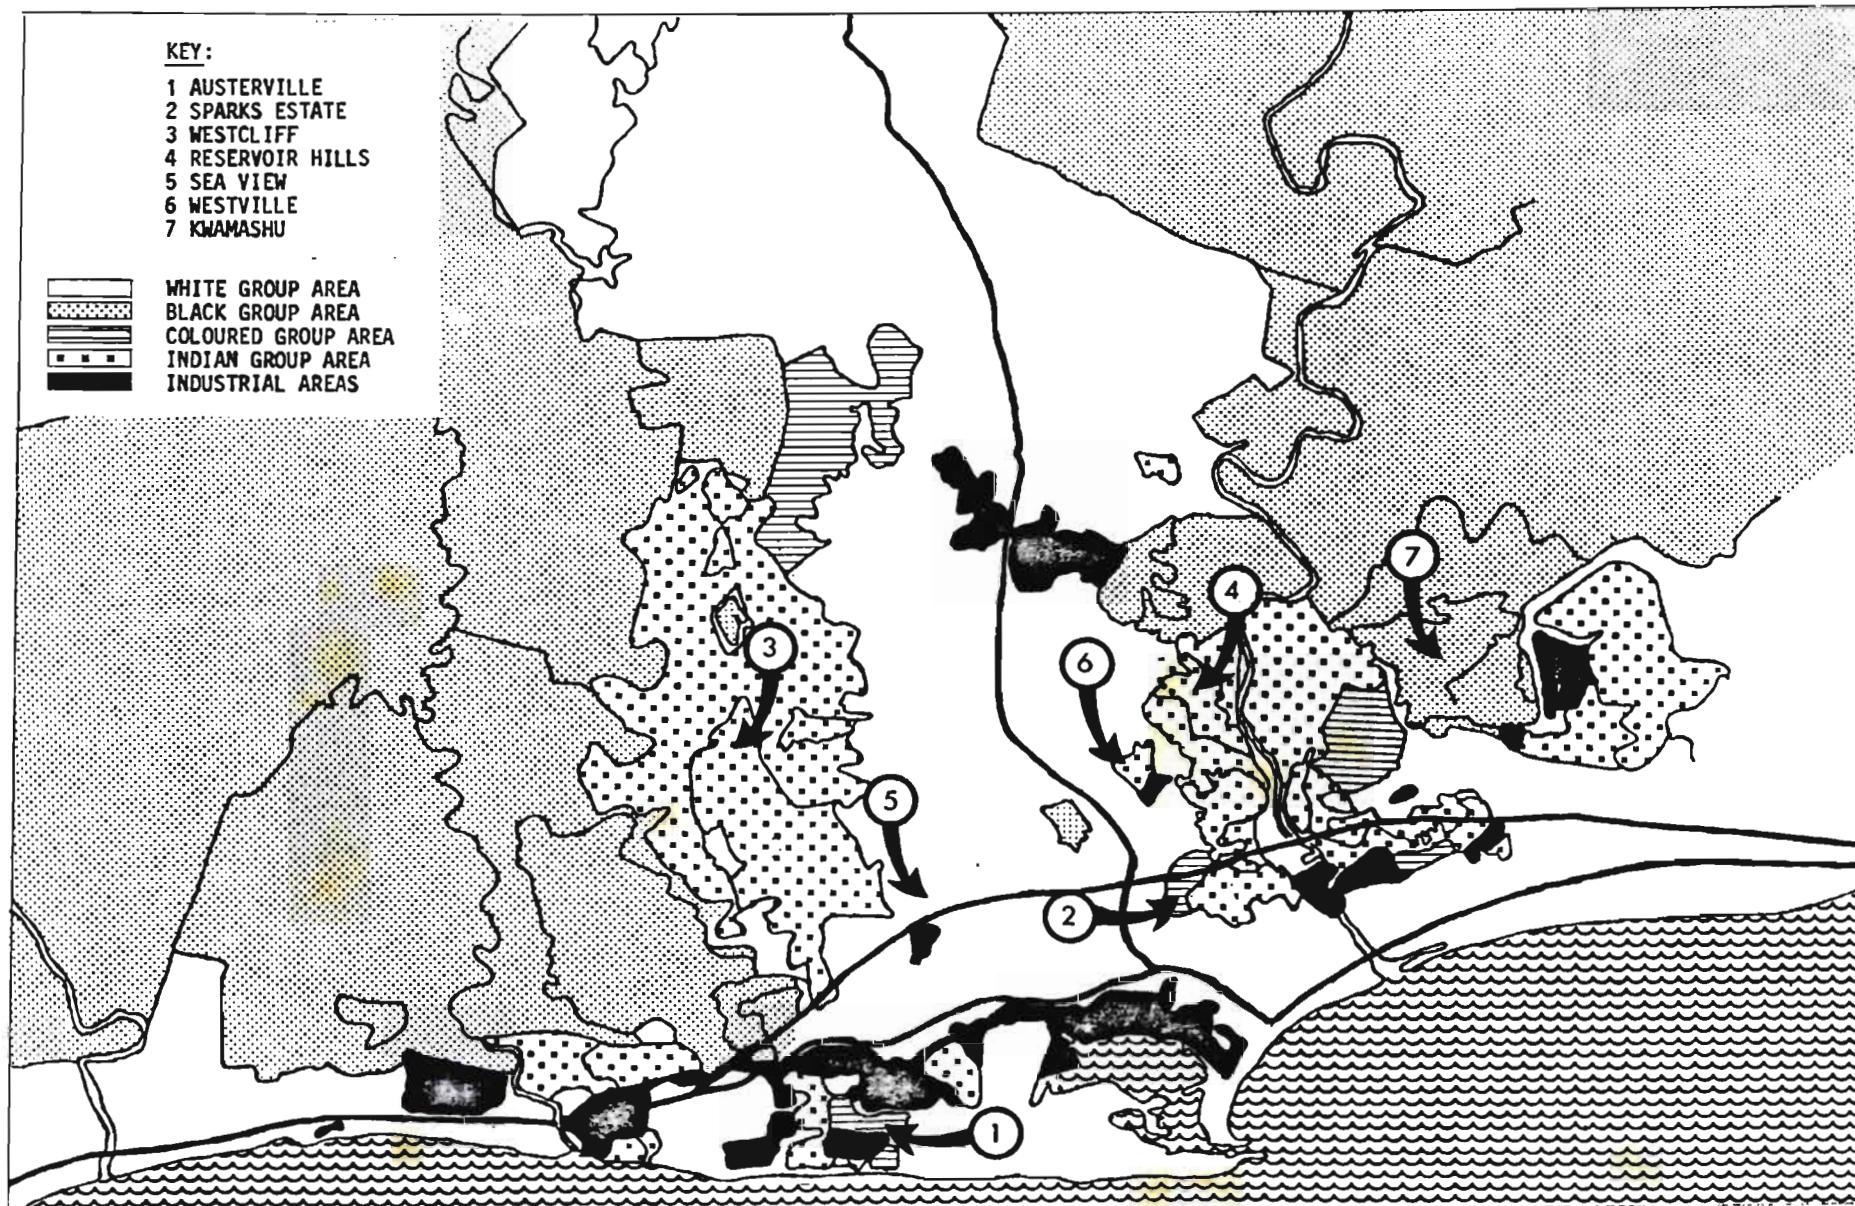 KEY:
1 AUSTERVILLE
2 SPARKS ESTATE
3 WESTCLIFF
4 RESERVOIR HILLS
5 SEA VIEW
6 WESTVILLE
7 KWAMASHU
WHITE GROUP AREA
BLACK GROUP AREA
COLOURED GROUP AREA
INDIAN GROUP AREA
INDUSTRIAL AREAS
7
4
3
6
5
2
1